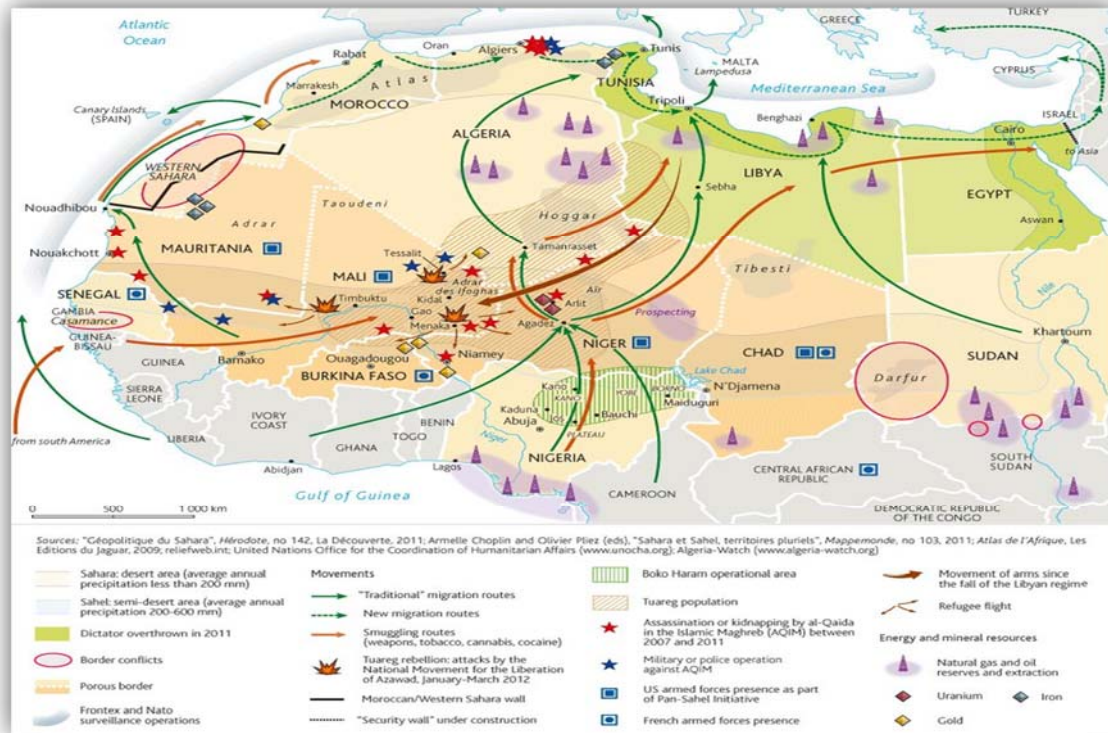 Atlantic
Ocean
TURKEY
GREECE
Oran
Algiers
Tunis
Rabat
MALTA
Lampedusa
CYPRUS
Atlas
TUNISIA
Marrakesh
MOROCCO
Mediterranean Sea
Canary Islands
(SPAIN)
Tripoli
Benghazi
ISRAEL
Cairo
ALGERIA
to Asia
WESTERN
SAHARA
LIBYA
Sebha
EGYPT
Nouadhibou
Taoudeni
Hoggar
Adrar
Aswan
Nouakchott
MAURITANIA
Tamanrasset
Tessalit
Tibesti
MALI
Adrar
des Ifoghas
Nile
SENEGAL
Kidal
Aïr
Arlit
Timbuktu
Prospecting
GAMBIA
Casamance
Gao
Khartoum
Menaka
Agadez
GUINEA-
BISSAU
NIGER
CHAD
SUDAN
Bamako
Niamey
GUINEA
Ouagadougou
Lake Chad
Darfur
BURKINA FASO
N'Djamena
SIERRA
LEONE
Kano
KANO
YOBE
BORNO
Maiduguri
Kaduna
Bauchi
IVORY
COAST
BENIN
Abuja
JOS
PLATEAU
from south America
LIBERIA
GHANA
TOGO
Niger
NIGERIA
SOUTH
SUDAN
Abidjan
Lagos
CENTRAL AFRICAN
REPUBLIC
Gulf of Guinea
CAMEROON
0 500 1 000 km
DEMOCRATIC REPUBLIC
OF THE CONGO
Sources: "Géopolitique du Sahara", Hérodote, no 142, La Découverte, 2011; Armelle Choplin and Olivier Pliez (eds), "Sahara et Sahel, territoires pluriels", Mappemonde, no 103, 2011; Atlas de l'Afrique, Les
Editions du Jaguar, 2009; reliefweb.int; United Nations Office for the Coordination of Humanitarian Affairs (www.unocha.org); Algeria-Watch (www.algeria-watch.org)
Sahara: desert area (average annual
precipitation less than 200 mm)
Sahel: semi-desert area (average annual
precipitation 200-600 mm)
Dictator overthrown in 2011
Border conflicts
Porous border
Frontex and Nato
surveillance operations
Movements
"Traditional" migration routes
New migration routes
Smuggling routes
(weapons, tobacco, cannabis, cocaine)
Tuareg rebellion: attacks by the
National Movement for the Liberation
of Azawad, January-March 2012
Moroccan/Western Sahara wall
"Security wall" under construction
Boko Haram operational area
Tuareg population
Assassination or kidnapping by al-Qaida
in the Islamic Maghreb (AQIM) between
2007 and 2011
Military or police operation
against AQIM
US armed forces presence as part
of Pan-Sahel Initiative
French armed forces presence
Movement of arms since
the fall of the Libyan regime
Refugee flight
Energy and mineral resources
Natural gas and oil
reserves and extraction
Uranium
Iron
Gold